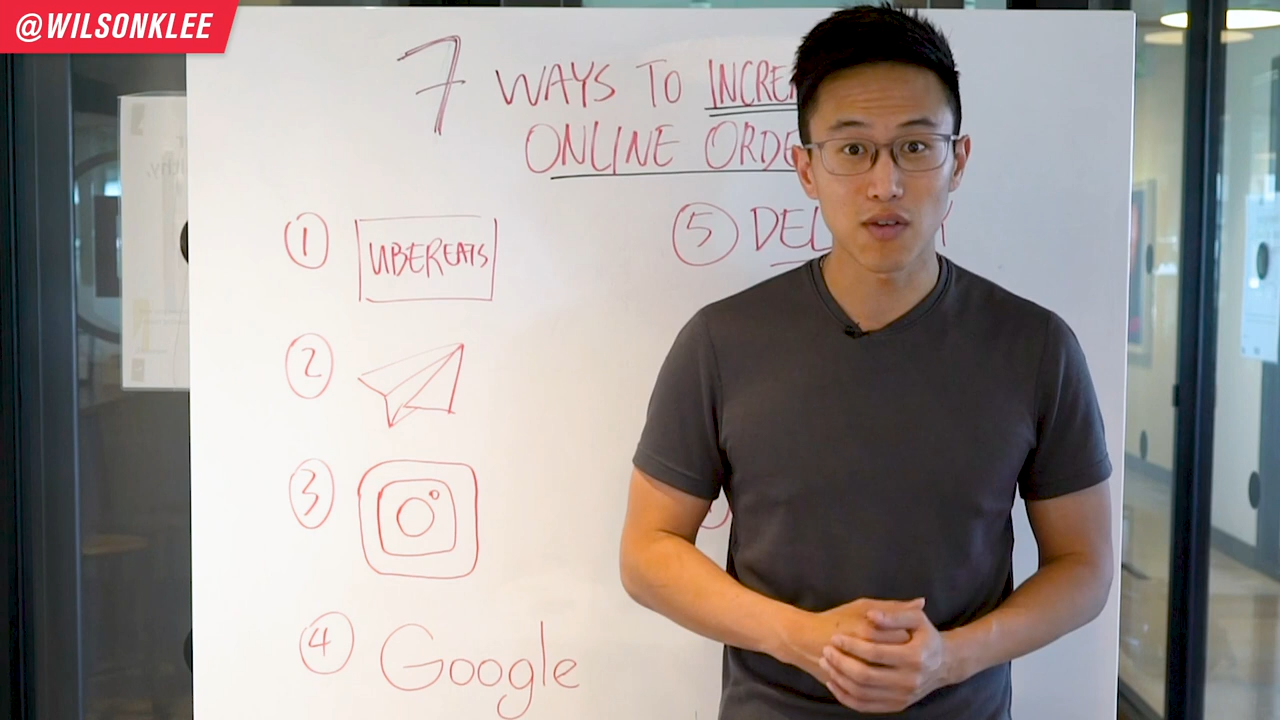 @WILSONKLEE
7 WAYS TO INCREA
ONLINE ORDE
1 UBEREATS
2
3
4 Google
5 DEL